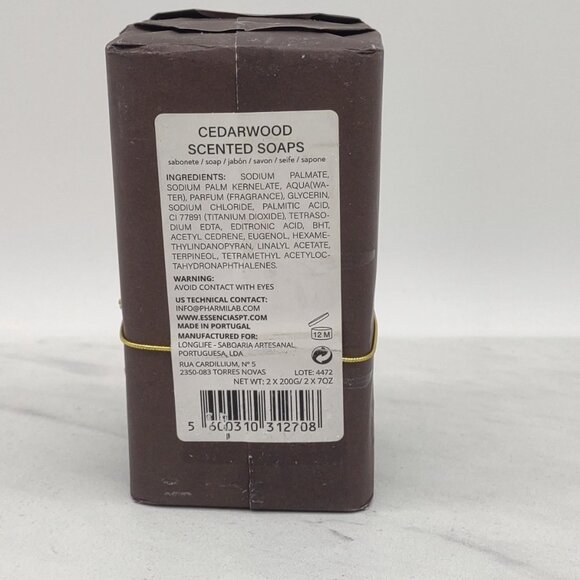 CEDARWOOD
SCENTED SOAPS
sabonete / soap / jabón / savon / seife / sapone
INGREDIENTS: SODIUM PALMATE,
SODIUM PALM KERNELATE, AQUA(WA-
TER), PARFUM (FRAGRANCE), GLYCERIN,
SODIUM CHLORIDE, PALMITIC ACID,
CI 77891 (TITANIUM DIOXIDE), TETRASO-
DIUM EDTA, EDITRONIC ACID, BHT,
ACETYL CEDRENE, EUGENOL, HEXAME-
THYLINDANOPYRAN, LINALYL ACETATE,
TERPINEOL, TETRAMETHYL ACETYLOC-
TAHYDRONAPHTHALENES.
WARNING:
AVOID CONTACT WITH EYES
US TECHNICAL CONTACT:
INFO@PHARMILAB.COM
WWW.ESSENCIASPT.COM
MADE IN PORTUGAL
12 M
MANUFACTURED FOR:
LONGLIFE - SABOARIA ARTESANAL
PORTUGUESA, LDA
RUA CARDILLIUM, Nº 5
2350-083 TORRES NOVAS
LOTE: 4472
NET WT: 2 X 200G/ 2 X 7OZ
5 600310 312708